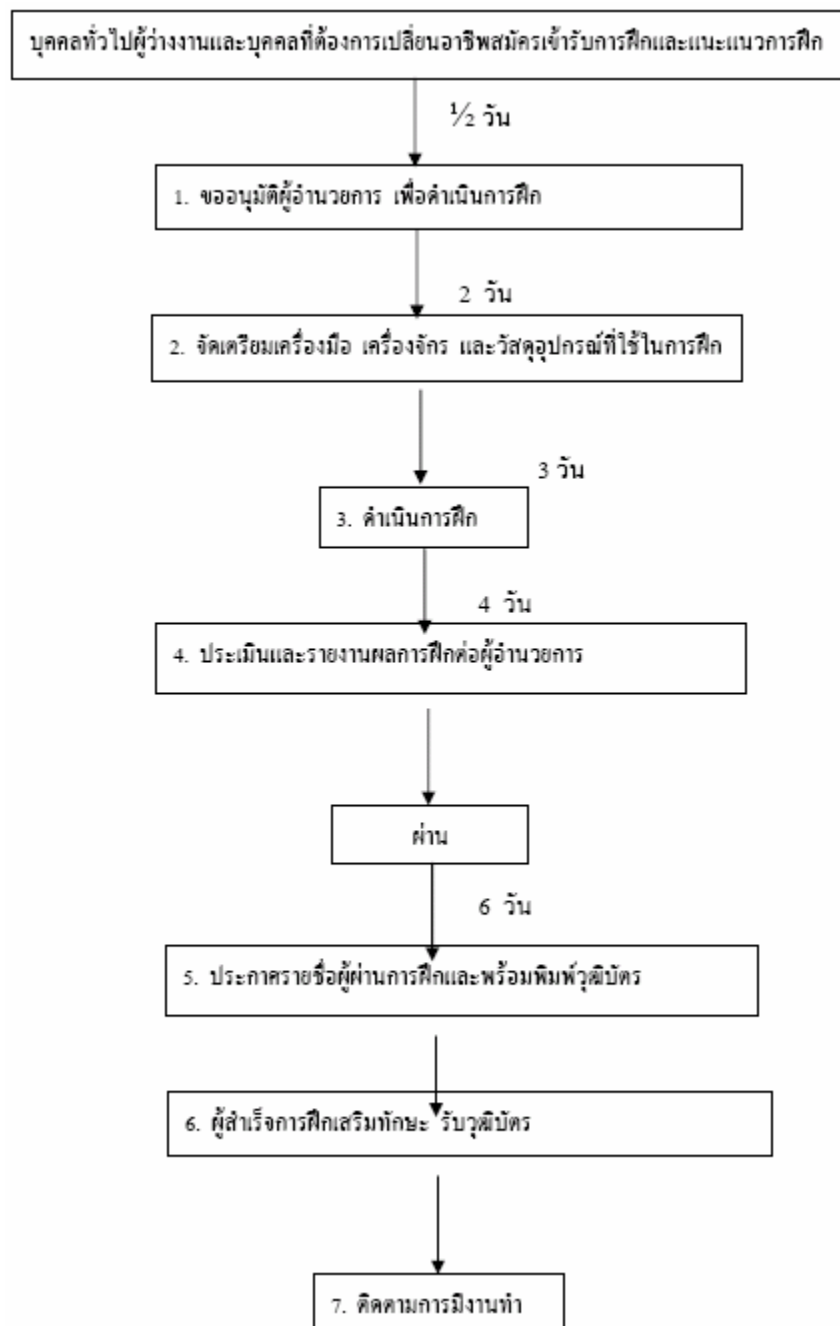 บุคคลทั่วไปผู้ว่างงานและบุคคลที่ต้องการเปลี่ยนอาชีพสมัครเข้ารับการฝึกและแนะแนวการฝึก
½ วัน
1. ขออนุมัติผู้อำนวยการ เพื่อดำเนินการฝึก
2 วัน
2. จัดเตรียมเครื่องมือ เครื่องจักร และวัสดุอุปกรณ์ที่ใช้ในการฝึก
3 วัน
3. ดำเนินการฝึก
4 วัน
4. ประเมินและรายงานผลการฝึกต่อผู้อำนวยการ
ผ่าน
6 วัน
5. ประกาศรายชื่อผู้ผ่านการฝึกและพร้อมพิมพ์วุฒิบัตร
6. ผู้สำเร็จการฝึกเสริมทักษะ รับวุฒิบัตร
7. ติดตามการมีงานทำ